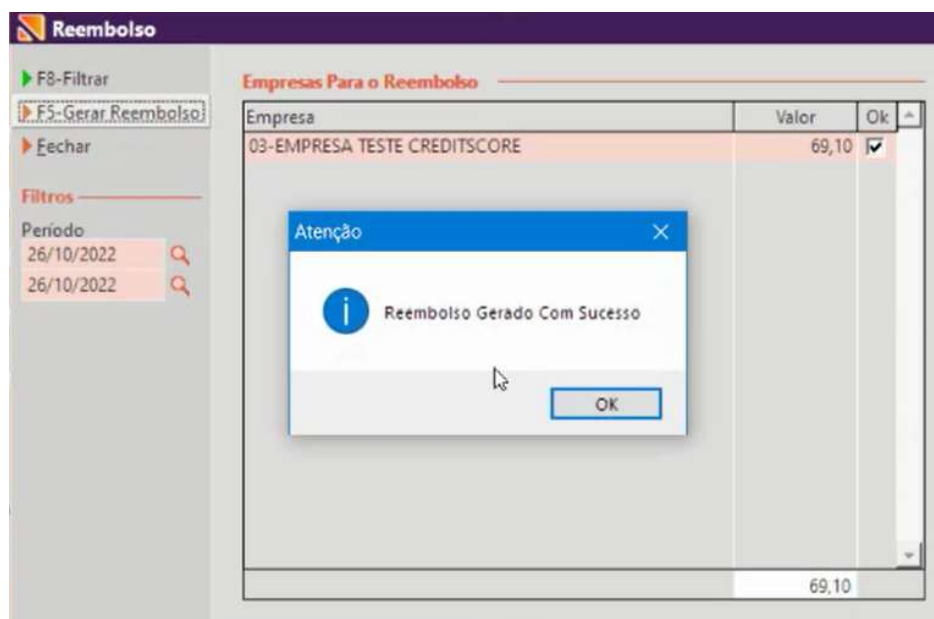 Reembolso
F8-Filtrar
F5-Gerar Reembolso
Fechar
Filtros
Período
26/10/2022
26/10/2022
Empresas Para o Reembolso
Empresa Valor Ok
03-EMPRESA TESTE CREDITSCORE 69,10
Atenção
Reembolso Gerado Com Sucesso
OK
69,10